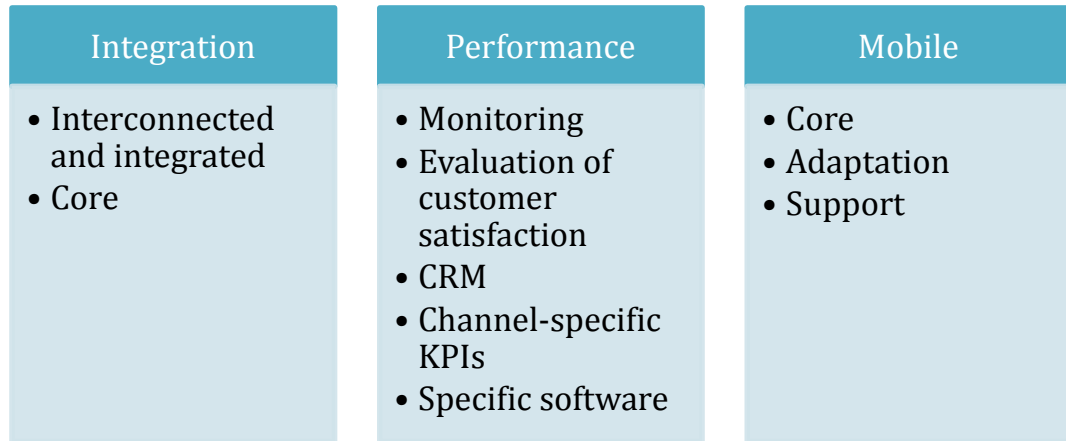 Integration
• Interconnected
and integrated
• Core
Performance
• Monitoring
• Evaluation of
customer
satisfaction
• CRM
• Channel-specific
KPIs
• Specific software
Mobile
• Core
• Adaptation
• Support